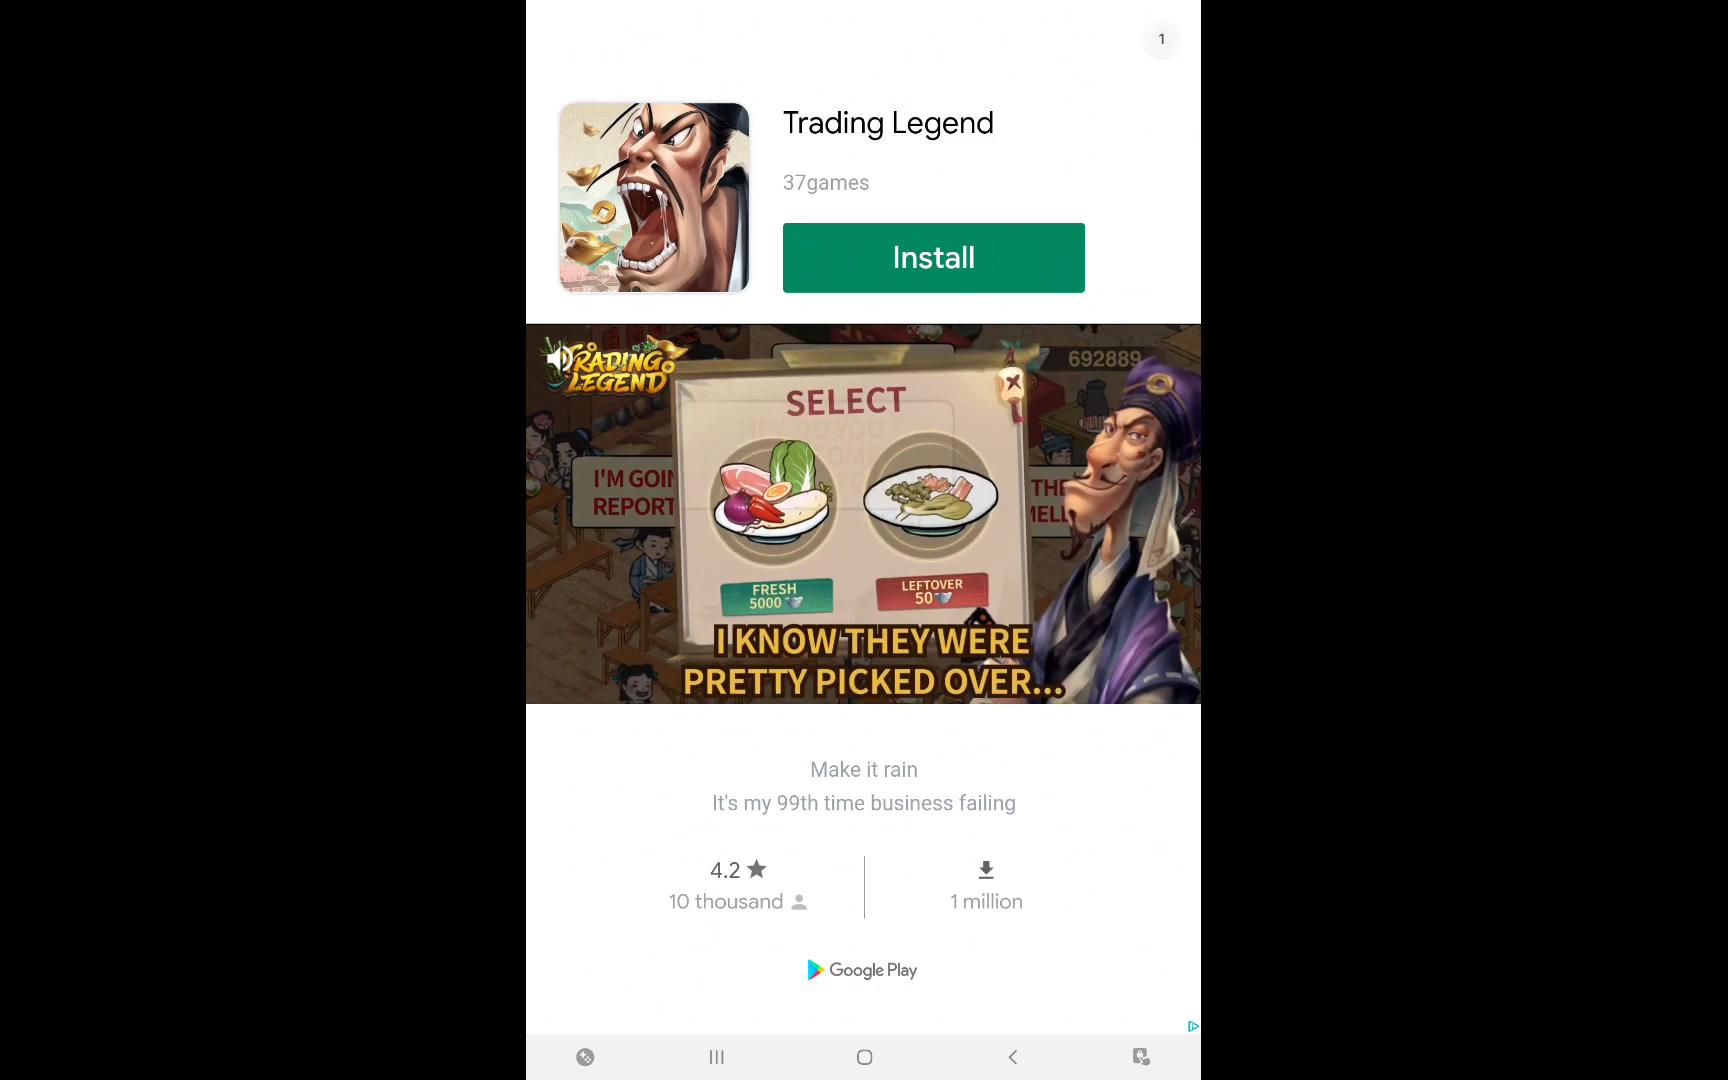 1
Trading Legend
37games
Install
TRADING
LEGEND
692889
SELECT
I'M GOIN
REPORT
THE
MELL
FRESH
5000
LEFTOVER
50
I KNOW THEY WERE
PRETTY PICKED OVER...
Make it rain
It's my 99th time business failing
4.2
10 thousand
1 million
Google Play